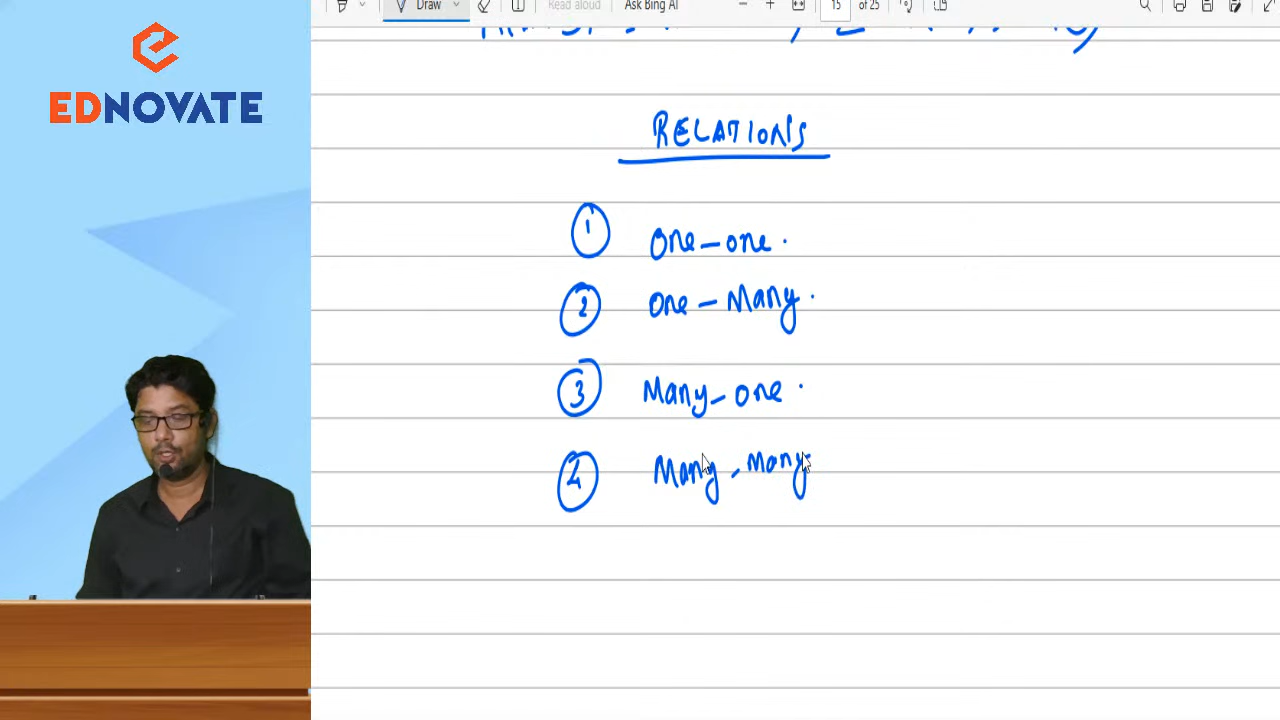 Draw
Read aloud
Ask Bing AI
15 of 25
EDNOVATE
RELATIONS
1 One - one .
2 One - Many .
3 Many - one .
4 Many - Many